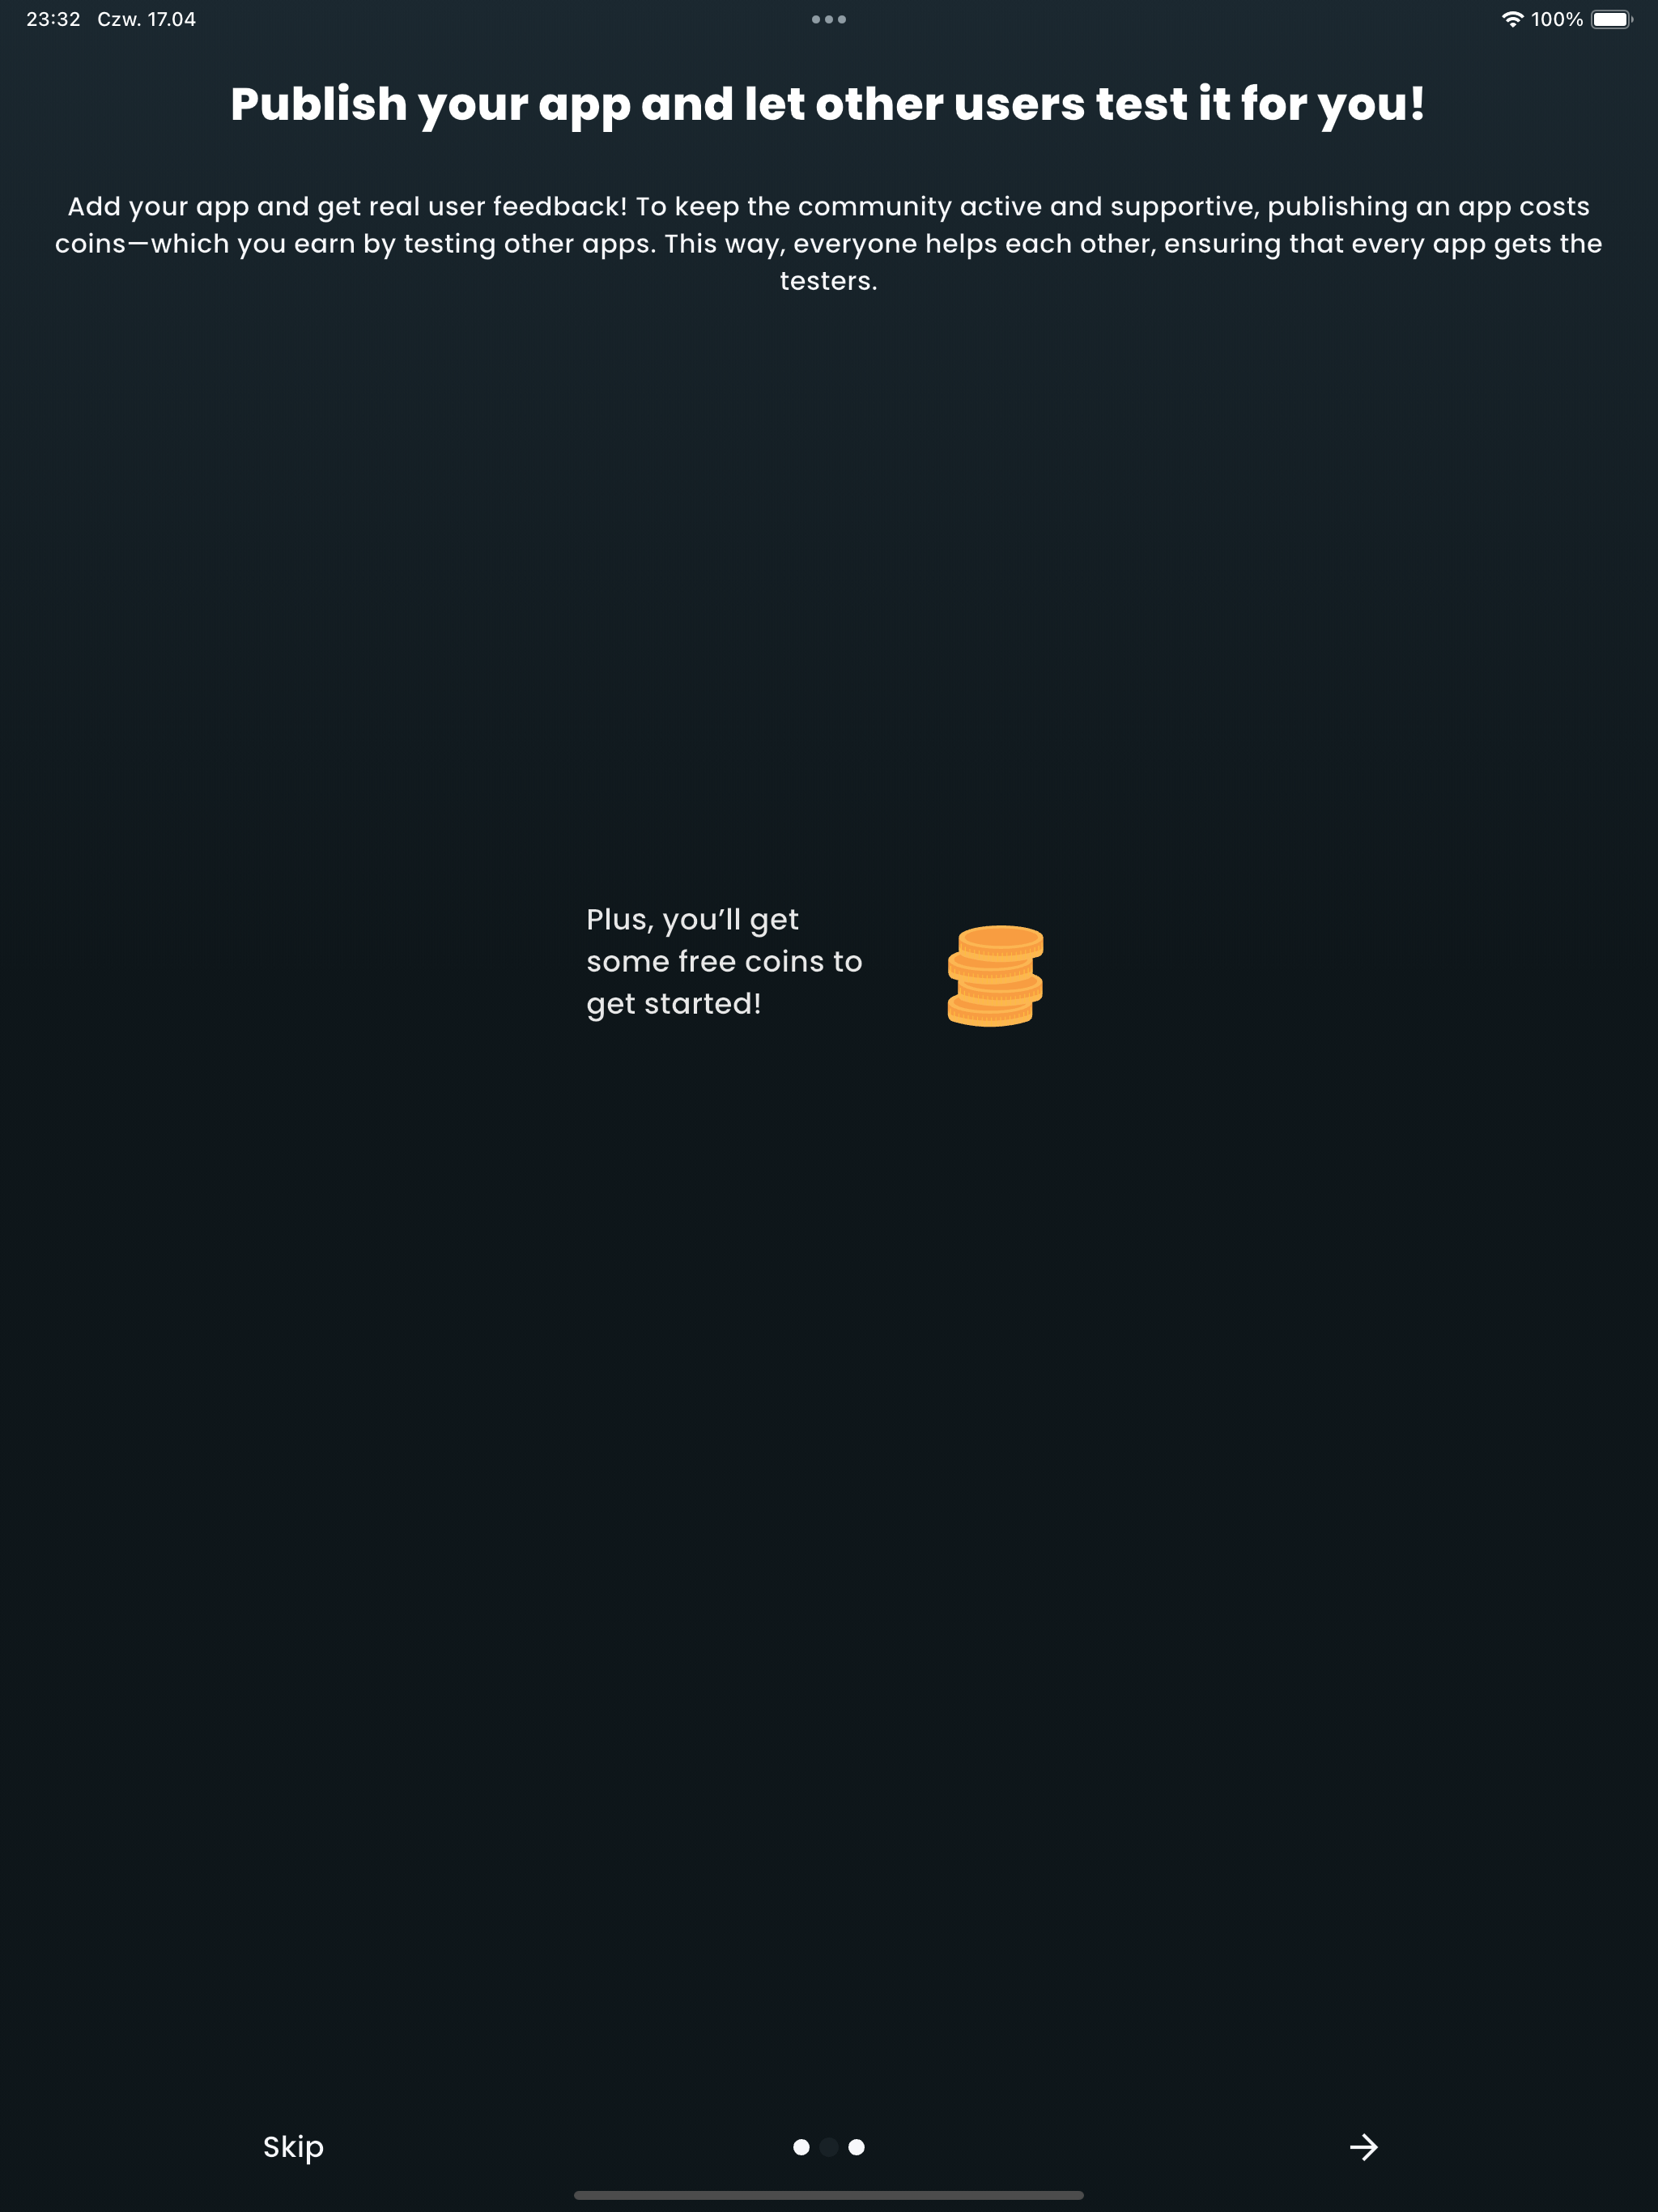 23:32 Czw. 17.04
100%
Publish your app and let other users test it for you!
Add your app and get real user feedback! To keep the community active and supportive, publishing an app costs
coins—which you earn by testing other apps. This way, everyone helps each other, ensuring that every app gets the
testers.
Plus, you’ll get
some free coins to
get started!
Skip